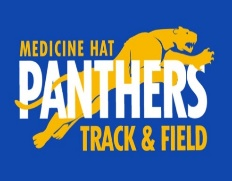 MEDICINE HAT
PANTHERS
TRACK & FIELD